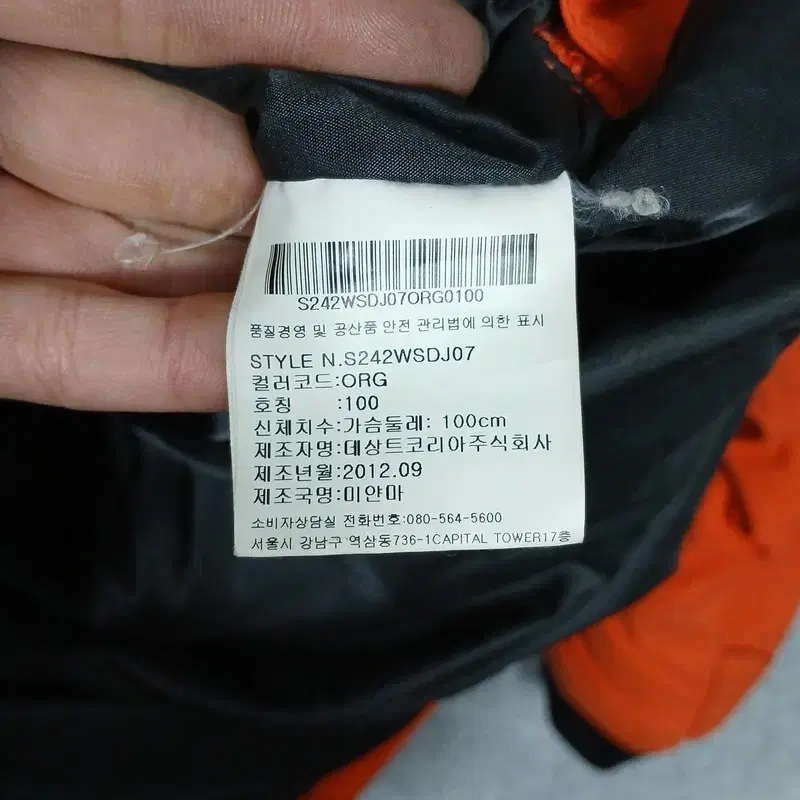 S242WSDJ07ORG0100
품질경영 및 공산품 안전 관리법에 의한 표시
STYLE N.S242WSDJ07
컬러코드:ORG
호칭 :100
신체치수:가슴둘레: 100cm
제조자명:데상트코리아주식회사
제조년월:2012.09
제조국명:미얀마
소비자상담실 전화번호:080-564-5600
서울시 강남구 역삼동736-1CAPITAL TOWER17층